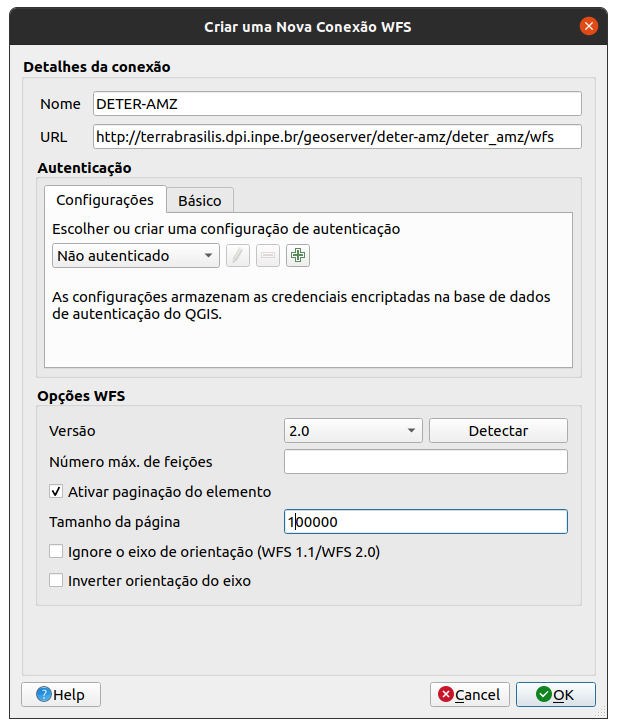 Criar uma Nova Conexão WFS
Detalhes da conexão
Nome DETER-AMZ
URL http://terrabrasilis.dpi.inpe.br/geoserver/deter-amz/deter_amz/wfs
Autenticação
Configurações Básico
Escolher ou criar uma configuração de autenticação
Não autenticado
As configurações armazenam as credenciais encriptadas na base de dados
de autenticação do QGIS.
Opções WFS
Versão 2.0 Detectar
Número máx. de feições
Ativar paginação do elemento
Tamanho da página 100000
Ignore o eixo de orientação (WFS 1.1/WFS 2.0)
Inverter orientação do eixo
Help Cancel OK